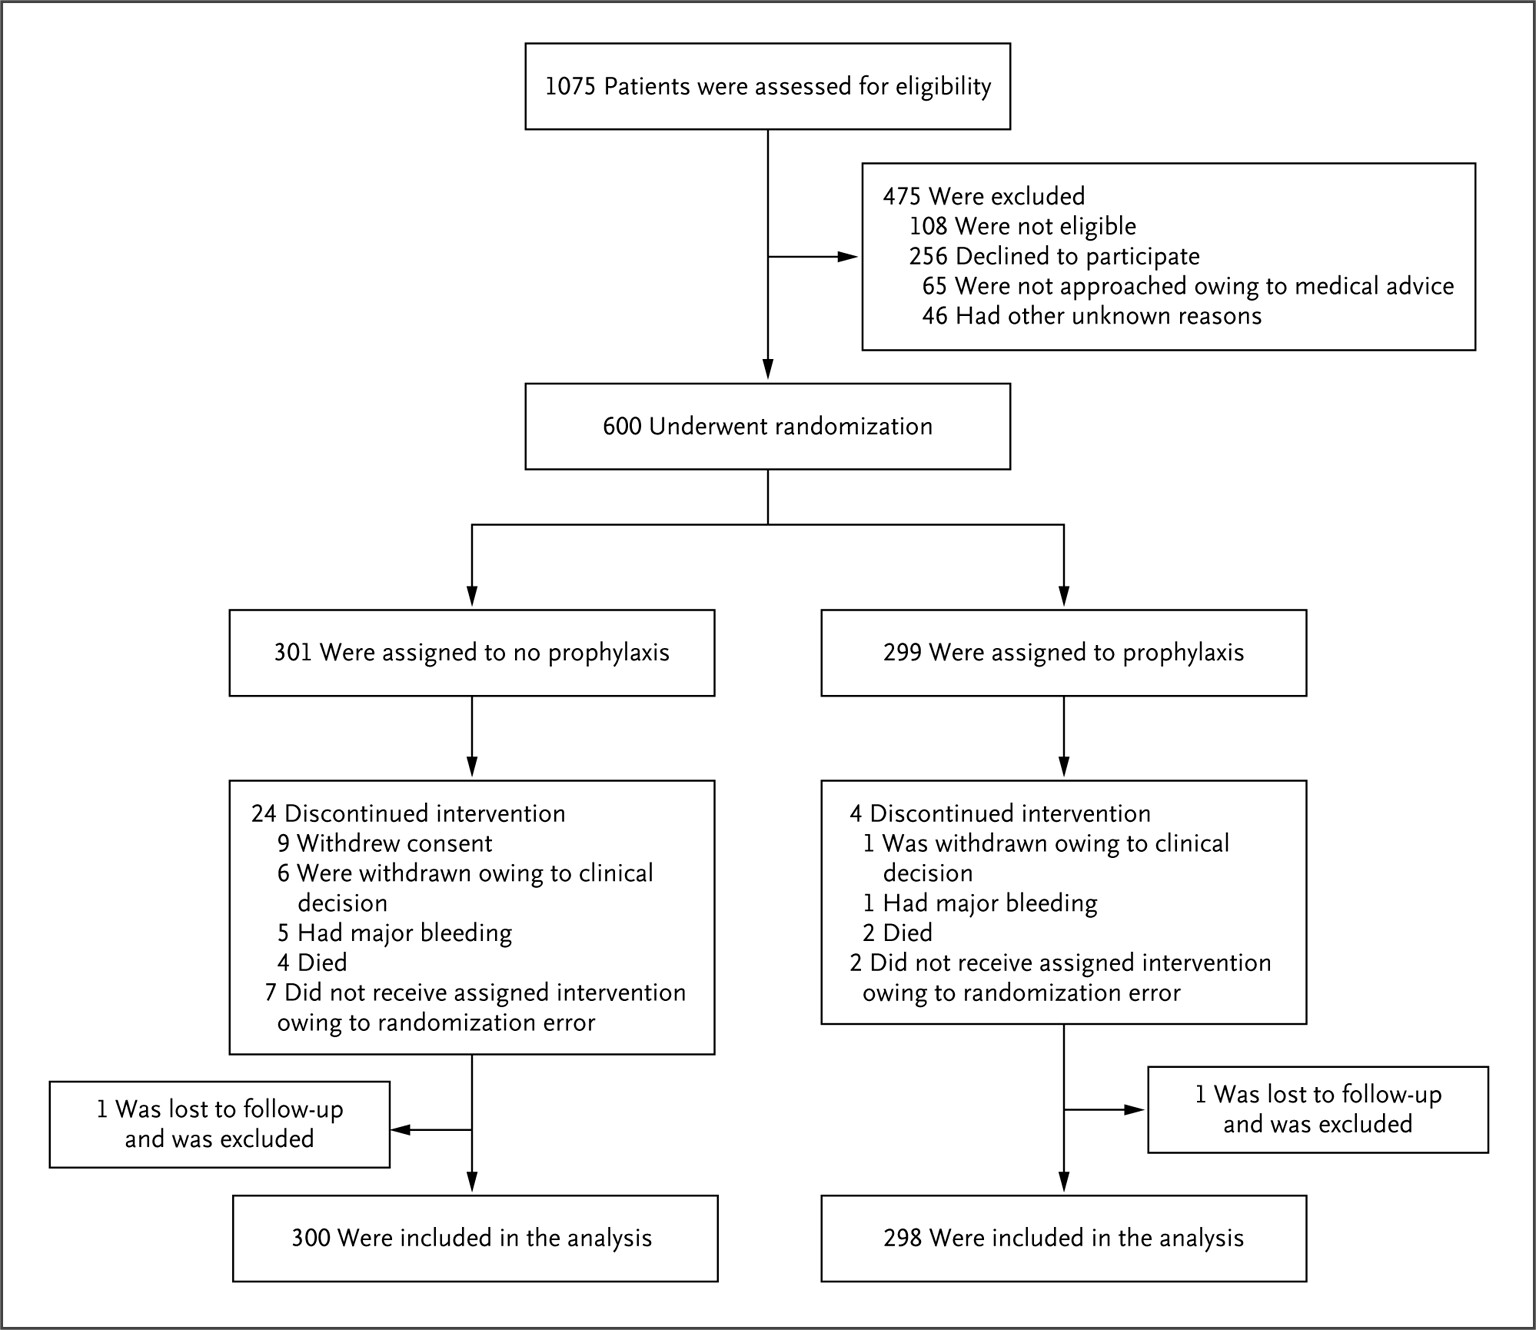 1075 Patients were assessed for eligibility
475 Were excluded
108 Were not eligible
256 Declined to participate
65 Were not approached owing to medical advice
46 Had other unknown reasons
600 Underwent randomization
301 Were assigned to no prophylaxis
299 Were assigned to prophylaxis
24 Discontinued intervention
9 Withdrew consent
6 Were withdrawn owing to clinical
decision
5 Had major bleeding
4 Died
7 Did not receive assigned intervention
owing to randomization error
4 Discontinued intervention
1 Was withdrawn owing to clinical
decision
1 Had major bleeding
2 Died
2 Did not receive assigned intervention
owing to randomization error
1 Was lost to follow-up
and was excluded
1 Was lost to follow-up
and was excluded
300 Were included in the analysis
298 Were included in the analysis